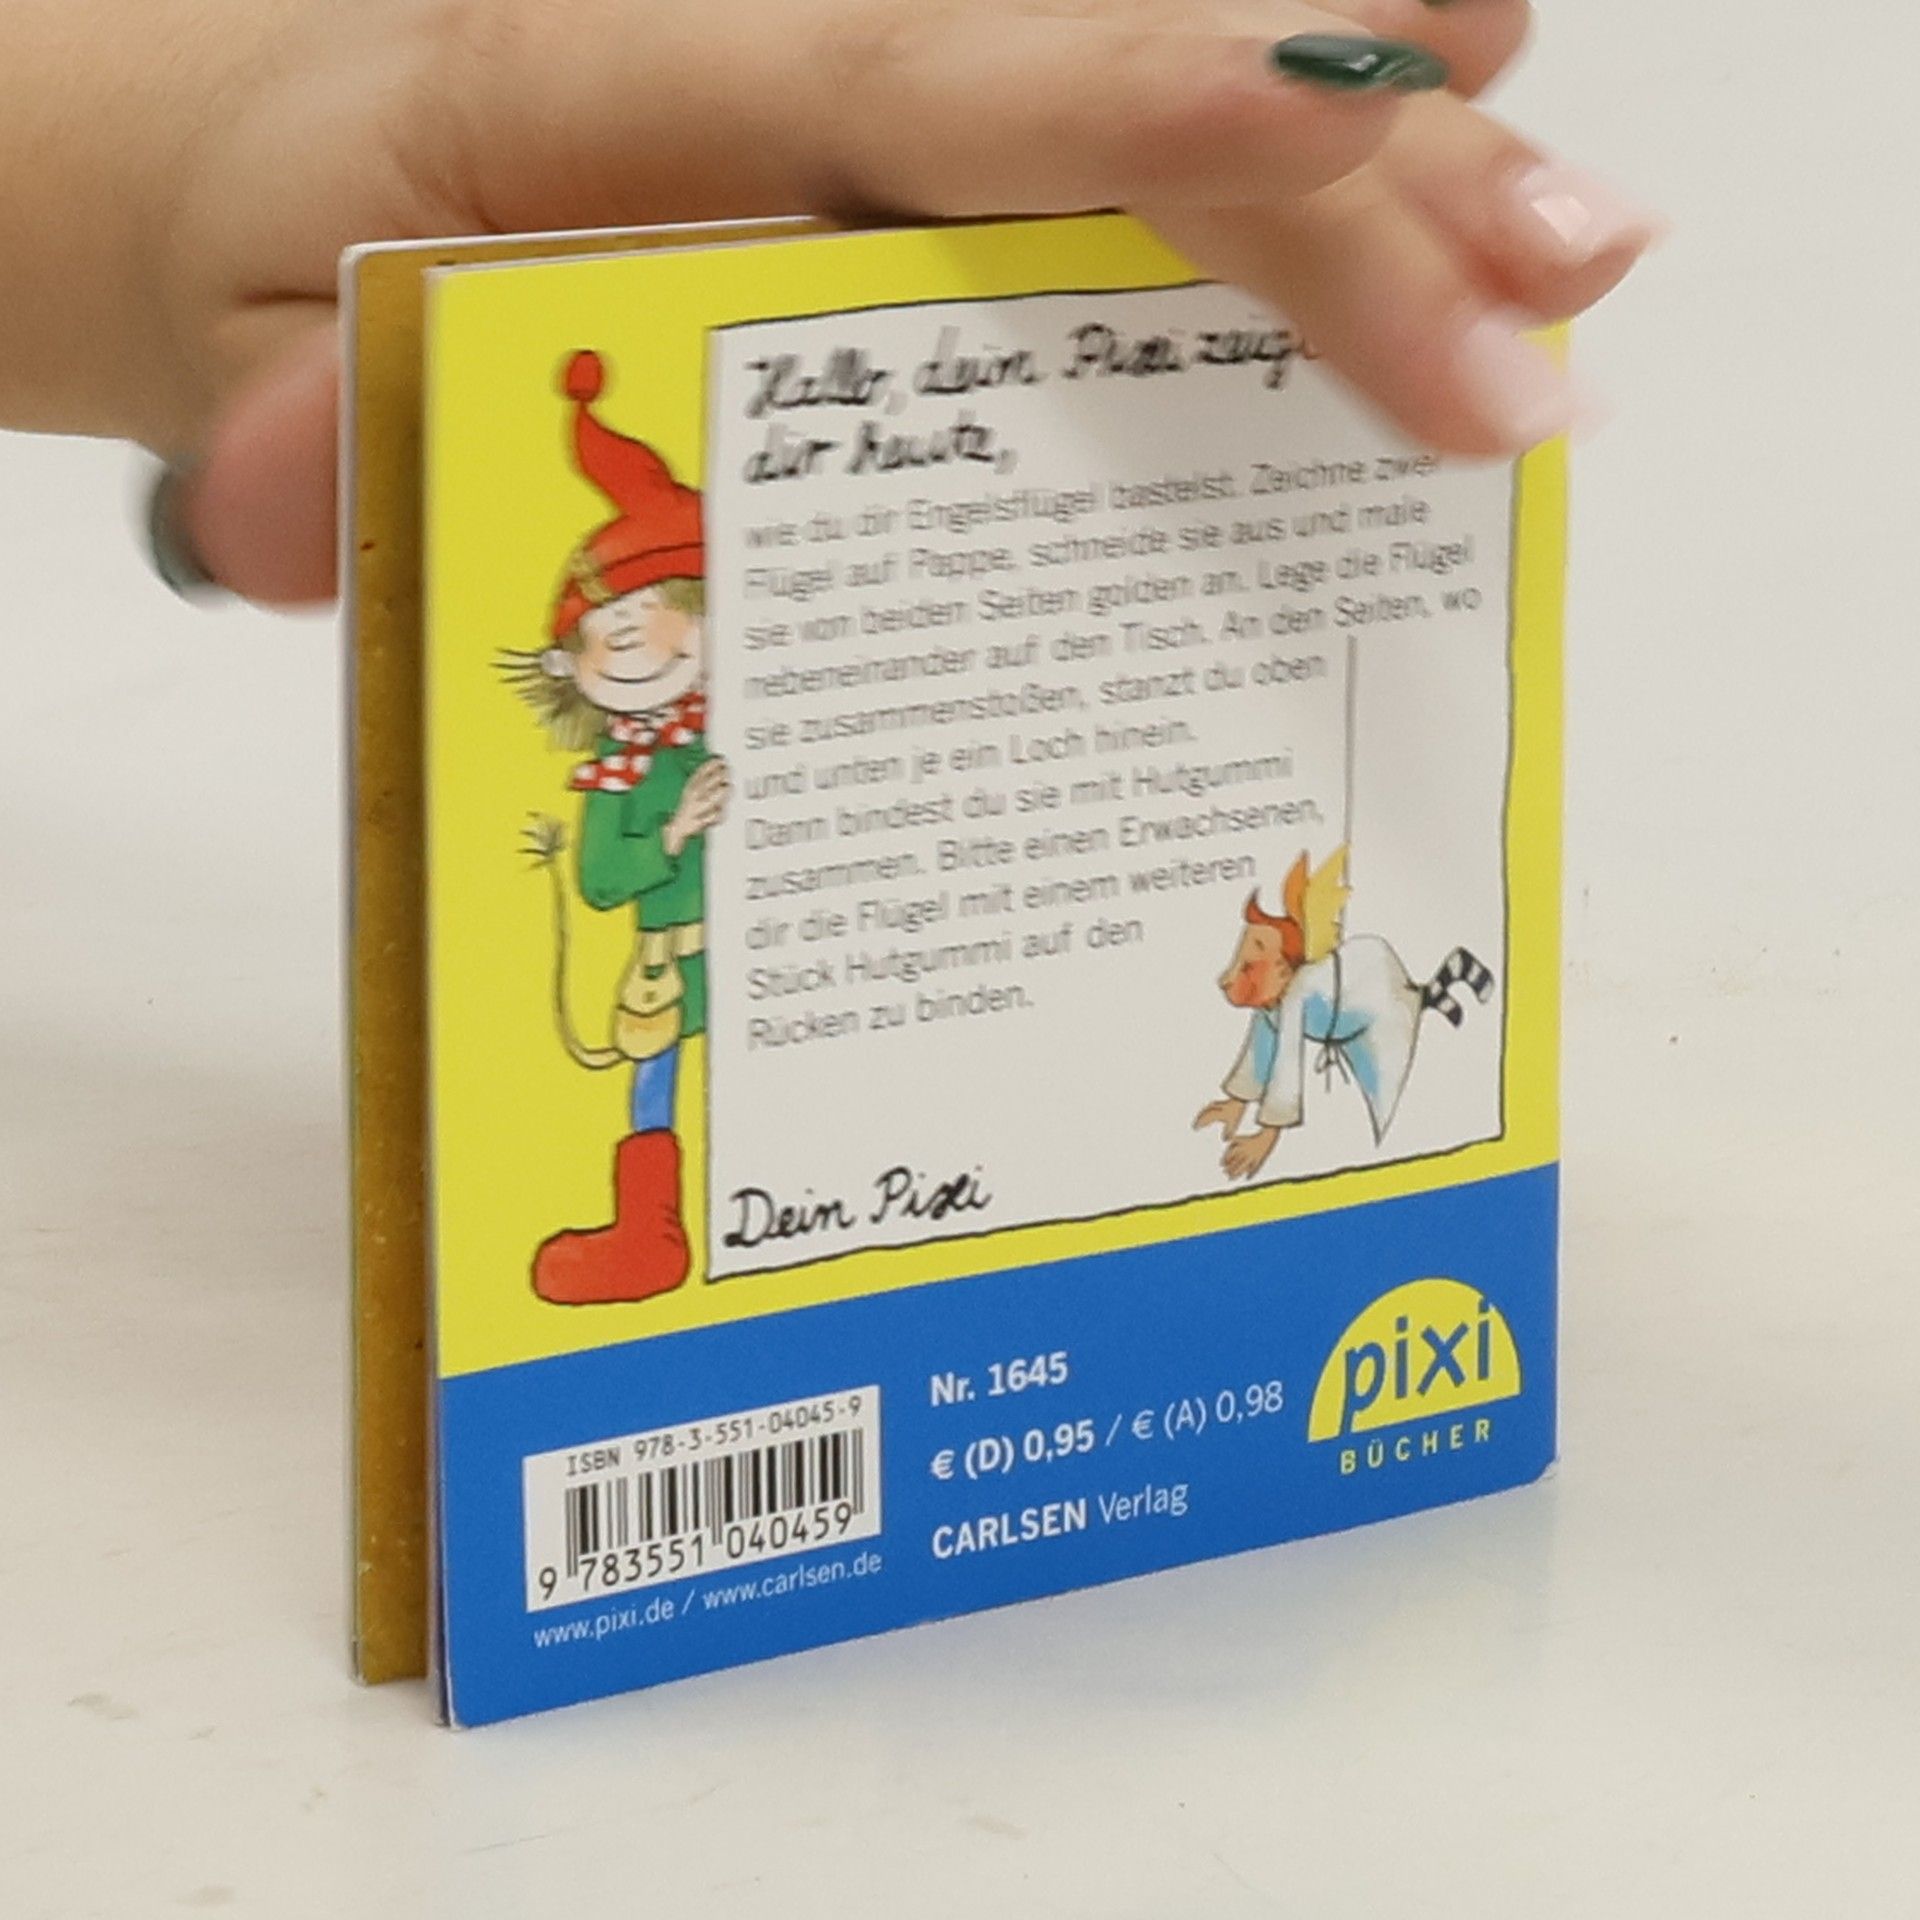 Hallo, dein Pixi zeigt
dir heute,
wie du dir Engelsflügel bastelst. Zeichne zwei
Flügel auf Pappe, schneide sie aus und male
sie von beiden Seiten golden an. Lege die Flügel
nebeneinander auf den Tisch. An den Seiten, wo
sie zusammenstoßen, stanzt du oben
und unten je ein Loch hinein.
Dann bindest du sie mit Hutgummi
zusammen. Bitte einen Erwachsenen,
dir die Flügel mit einem weiteren
Stück Hutgummi auf den
Rücken zu binden.
Dein Pixi
ISBN 978-3-551-04045-9
9 783551 040459
www.pixi.de / www.carlsen.de
Nr. 1645
€ (D) 0,95 / € (A) 0,98
CARLSEN Verlag
pixi
BÜCHER